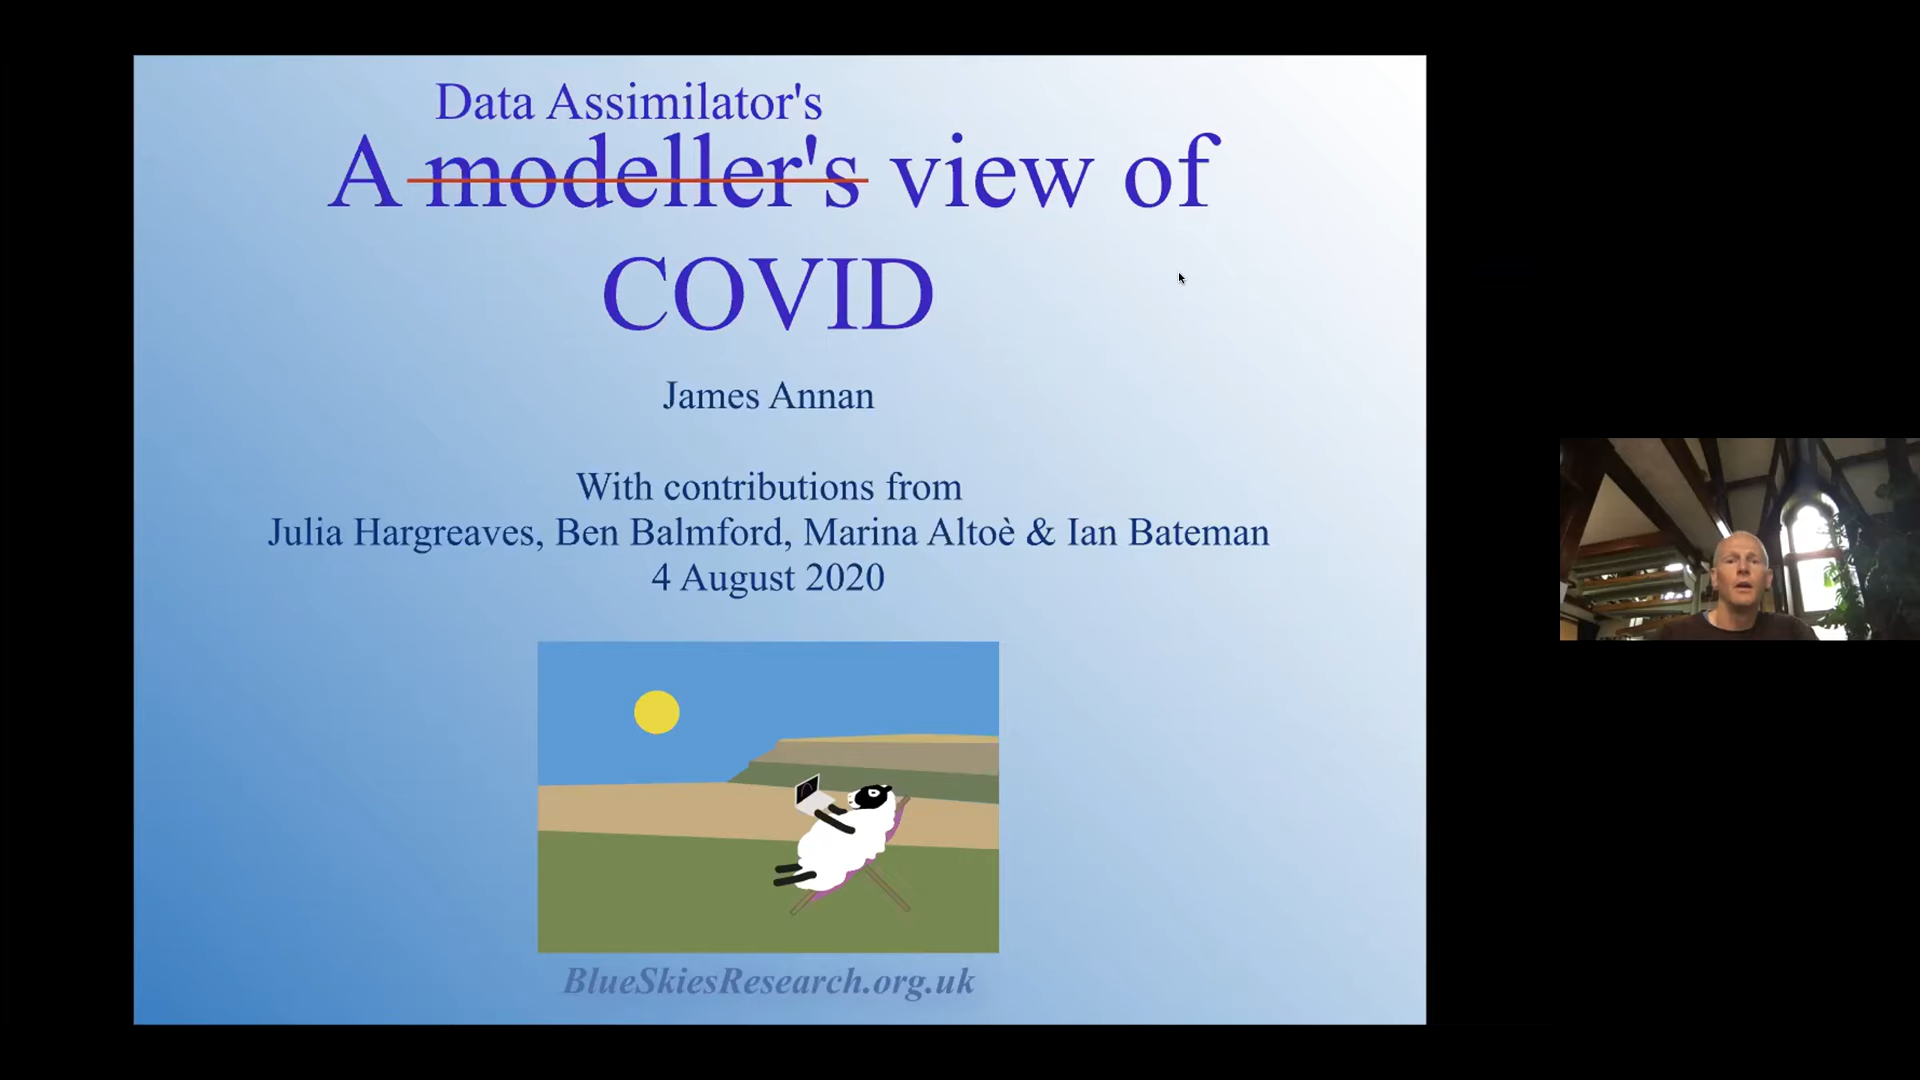 Data Assimilator's
A modeller's view of
COVID
James Annan
With contributions from
Julia Hargreaves, Ben Balmford, Marina Altoè & Ian Bateman
4 August 2020
BlueSkiesResearch.org.uk